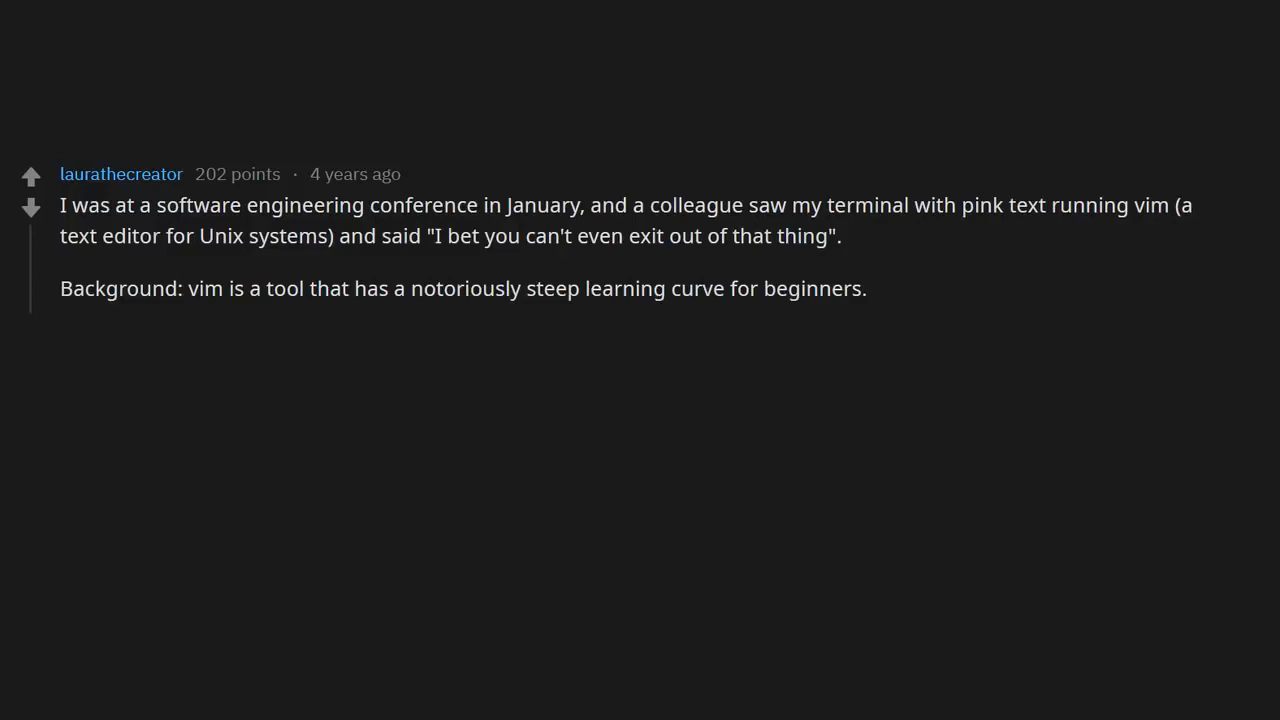 laurathecreator 202 points · 4 years ago
I was at a software engineering conference in January, and a colleague saw my terminal with pink text running vim (a
text editor for Unix systems) and said "I bet you can't even exit out of that thing".
Background: vim is a tool that has a notoriously steep learning curve for beginners.